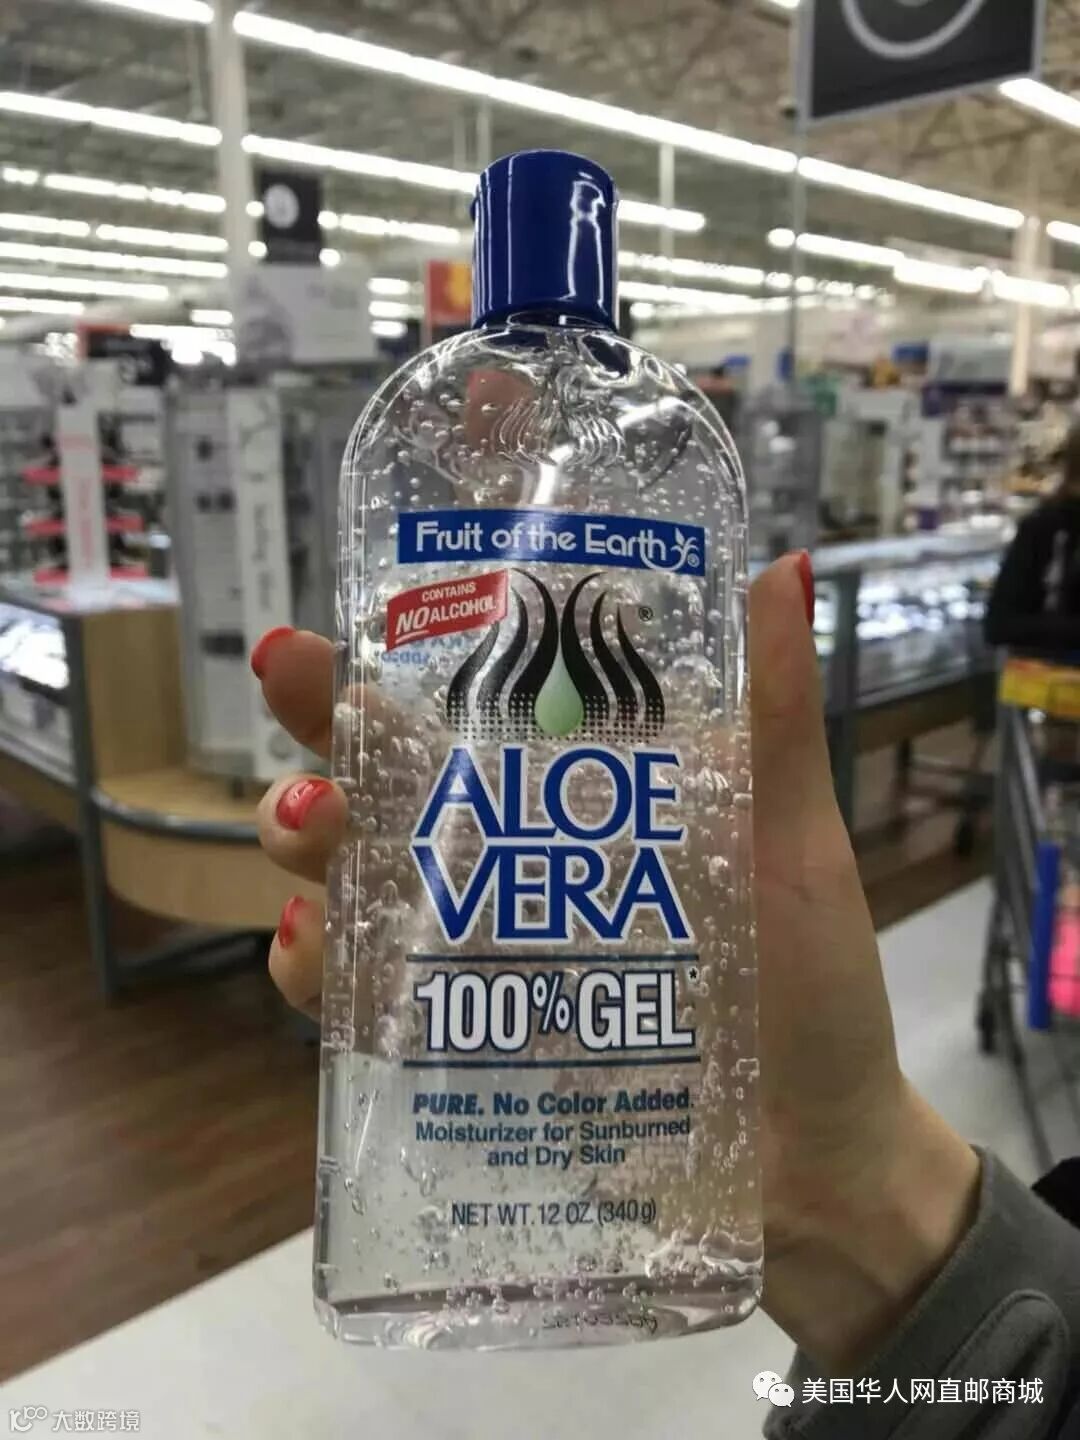 Fruit of the Earth®
CONTAINS
NO ALCOHOL
®
ALOE
VERA
100% GEL*
PURE. No Color Added.
Moisturizer for Sunburned
and Dry Skin
NET WT. 12 OZ (340g)
美国华人网直邮商城
大数跨境